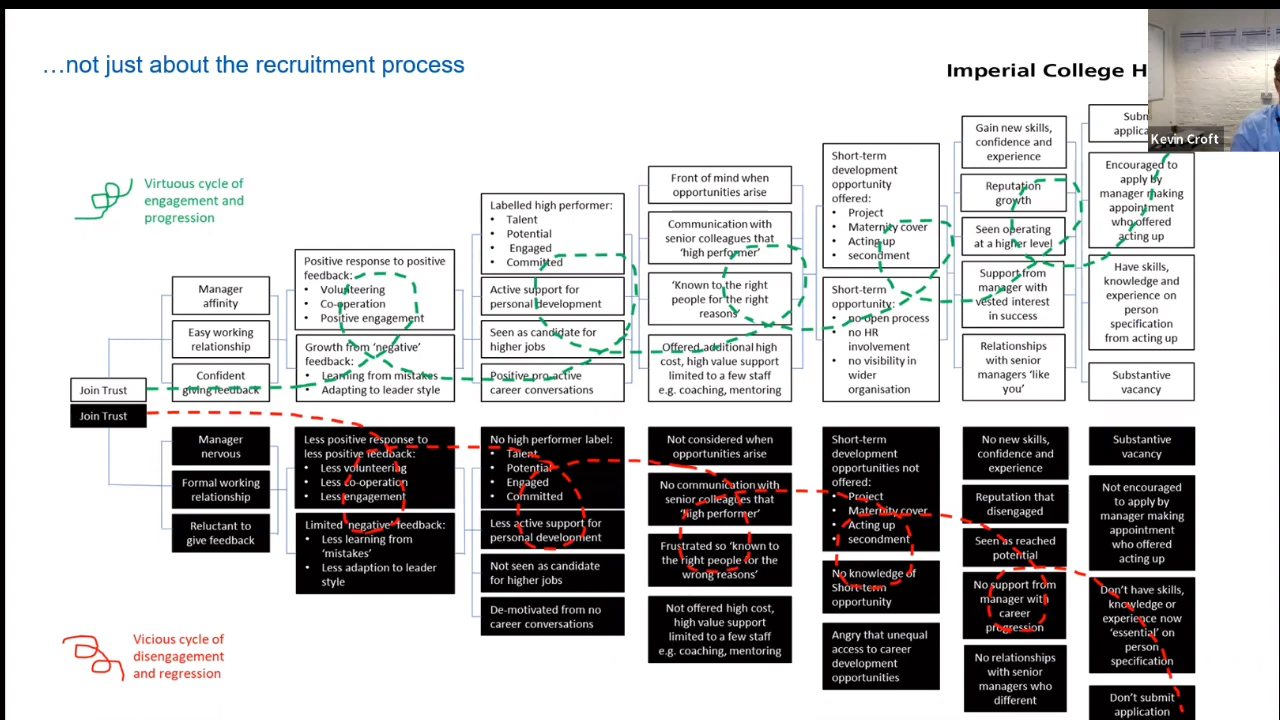 …not just about the recruitment process
Imperial College H
Kevin Croft
Virtuous cycle of
engagement and
progression
Join Trust
Manager
affinity
Easy working
relationship
Confident
giving feedback
Positive response to positive
feedback:
• Volunteering
• Co-operation
• Positive engagement
Growth from ‘negative’
feedback:
• Learning from mistakes
• Adapting to leader style
Labelled high performer:
• Talent
• Potential
• Engaged
• Committed
Active support for
personal development
Seen as candidate for
higher jobs
Positive pro-active
career conversations
Front of mind when
opportunities arise
Communication with
senior colleagues that
‘high performer’
‘Known to the right
people for the right
reasons’
Offered additional high
cost, high value support
limited to a few staff
e.g. coaching, mentoring
Short-term
development
opportunity
offered:
• Project
• Maternity cover
• Acting up
• secondment
Short-term
opportunity:
• no open process
• no HR
involvement
• no visibility in
wider
organisation
Gain new skills,
confidence and
experience
Reputation
growth
Seen operating
at a higher level
Support from
manager with
vested interest
in success
Relationships
with senior
managers ‘like
you’
Encouraged to
apply by
manager making
appointment
who offered
acting up
Have skills,
knowledge and
experience on
person
specification
from acting up
Substantive
vacancy
Join Trust
Manager
nervous
Formal working
relationship
Reluctant to
give feedback
Less positive response to
less positive feedback:
• Less volunteering
• Less co-operation
• Less engagement
Limited ‘negative’ feedback:
• Less learning from
‘mistakes’
• Less adaption to leader
style
No high performer label:
• Talent
• Potential
• Engaged
• Committed
Less active support for
personal development
Not seen as candidate
for higher jobs
De-motivated from no
career conversations
Not considered when
opportunities arise
No communication with
senior colleagues that
‘high performer’
Frustrated so ‘known to
the right people for the
wrong reasons’
Not offered high cost,
high value support
limited to a few staff
e.g. coaching, mentoring
Short-term
development
opportunities not
offered:
• Project
• Maternity cover
• Acting up
• secondment
No knowledge of
Short-term
opportunity
Angry that unequal
access to career
development
opportunities
No new skills,
confidence and
experience
Reputation that
disengaged
Seen as reached
potential
No support from
manager with
career
progression
No relationships
with senior
managers who
different
Substantive
vacancy
Not encouraged
to apply by
manager making
appointment
who offered
acting up
Don’t have skills,
knowledge or
experience now
‘essential’ on
person
specification
Don’t submit
application
Vicious cycle of
disengagement
and regression